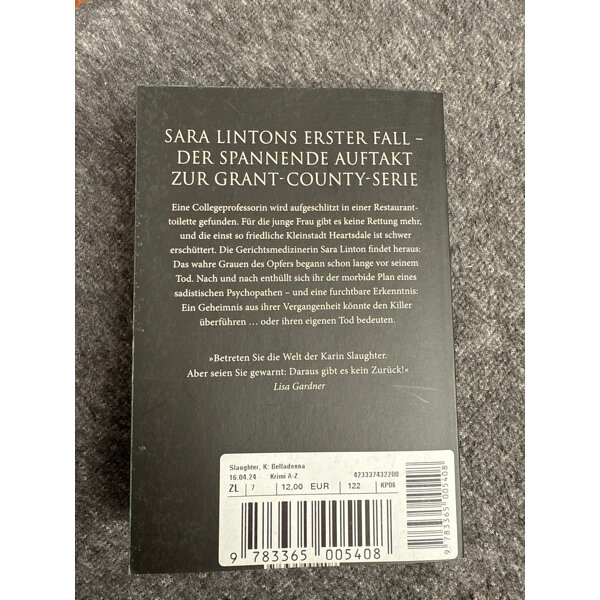 SARA LINTONS ERSTER FALL –
DER SPANNENDE AUFTAKT
ZUR GRANT-COUNTY-SERIE
Eine Collegeprofessorin wird aufgeschlitzt in einer Restaurant-
toilette gefunden. Für die junge Frau gibt es keine Rettung mehr,
und die einst so friedliche Kleinstadt Heartsdale ist schwer
erschüttert. Die Gerichtsmedizinerin Sara Linton findet heraus:
Das wahre Grauen des Opfers begann schon lange vor seinem
Tod. Nach und nach enthüllt sich ihr der morbide Plan eines
sadistischen Psychopathen – und eine furchtbare Erkenntnis:
Ein Geheimnis aus ihrer Vergangenheit könnte den Killer
überführen … oder ihren eigenen Tod bedeuten.
»Betreten Sie die Welt der Karin Slaughter.
Aber seien Sie gewarnt: Daraus gibt es kein Zurück!«
Lisa Gardner
Slaughter, K: Belladonna
16.04.24 Krimi A-Z 423337432200
ZL 7 12,00 EUR 122 KP06
9 783365 005408
9 783365 005408